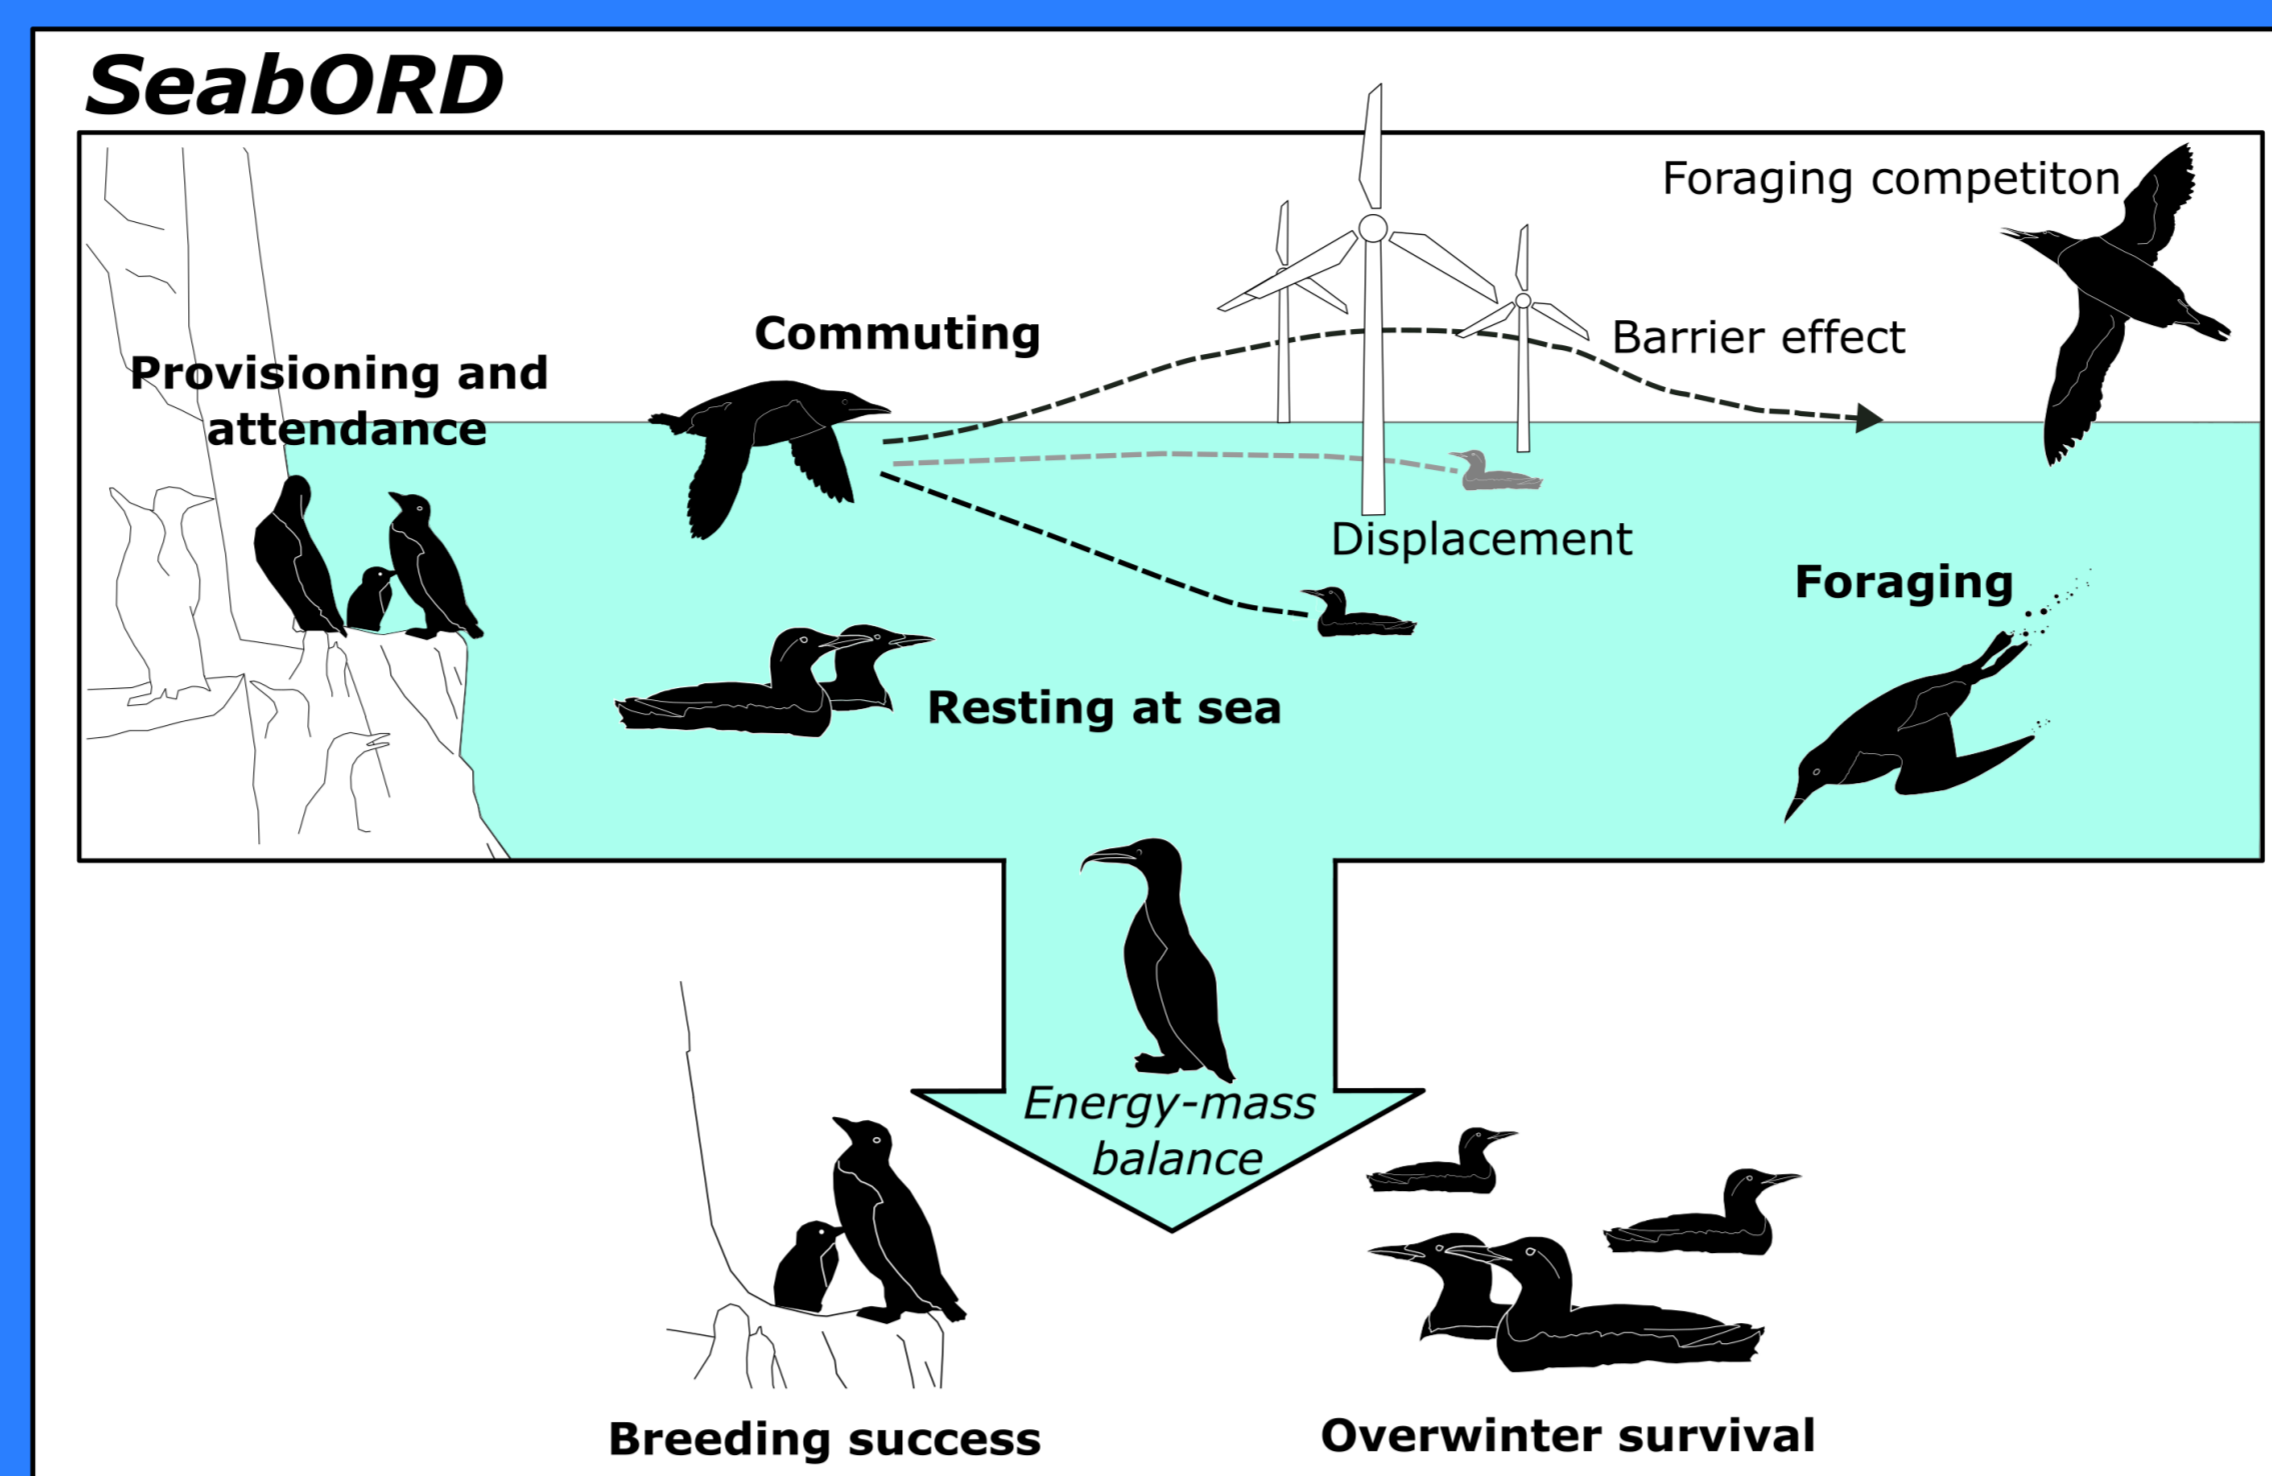 SeabORD
Foraging competiton
Commuting
Barrier effect
Provisioning and
attendance
Displacement
Foraging
Resting at sea
Energy-mass
balance
Breeding success
Overwinter survival